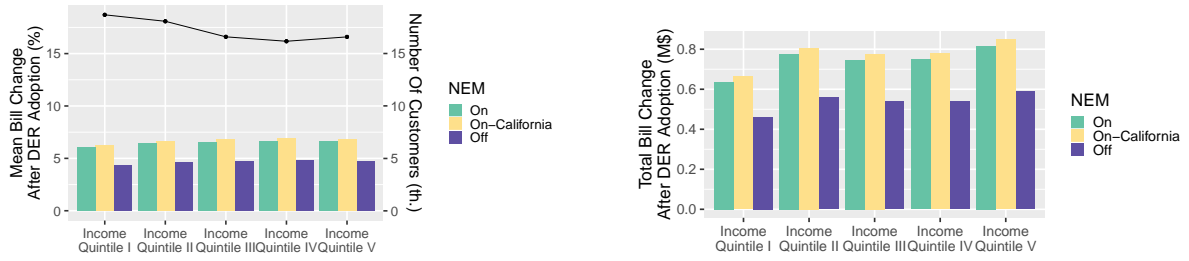 Mean Bill Change
After DER Adoption (%)
15
10
5
0
Number Of Customers (th.)
15
10
5
0
Income
Quintile I
Income
Quintile II
Income
Quintile III
Income
Quintile IV
Income
Quintile V
NEM
On
On−California
Off
Total Bill Change
After DER Adoption (M$)
0.8
0.6
0.4
0.2
0.0
Income
Quintile I
Income
Quintile II
Income
Quintile III
Income
Quintile IV
Income
Quintile V
NEM
On
On−California
Off